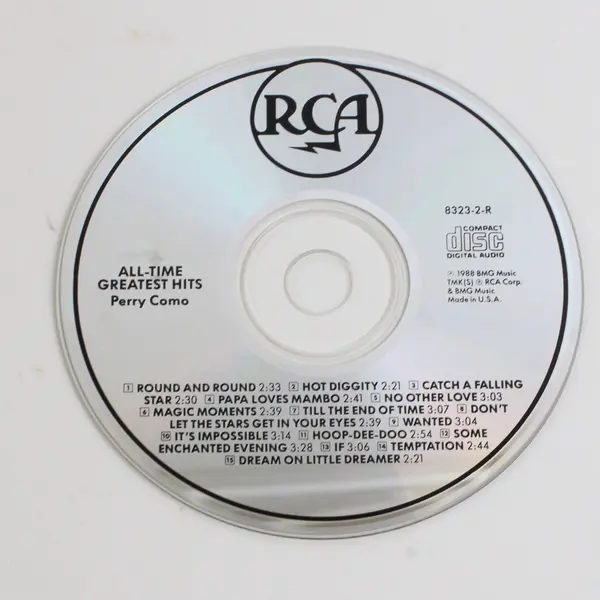 RCA
8323-2-R
COMPACT
disc
DIGITAL AUDIO
ALL-TIME
GREATEST HITS
Perry Como
℗ 1988 BMG Music
TMK(S) ® RCA Corp.
& BMG Music
Made in U.S.A.
1 ROUND AND ROUND 2:33 2 HOT DIGGITY 2:21 3 CATCH A FALLING
STAR 2:30 4 PAPA LOVES MAMBO 2:41 5 NO OTHER LOVE 3:03
6 MAGIC MOMENTS 2:39 7 TILL THE END OF TIME 3:07 8 DON'T
LET THE STARS GET IN YOUR EYES 2:39 9 WANTED 3:04
10 IT'S IMPOSSIBLE 3:14 11 HOOP-DEE-DOO 2:54 12 SOME
ENCHANTED EVENING 3:28 13 IF 3:06 14 TEMPTATION 2:44
15 DREAM ON LITTLE DREAMER 2:21